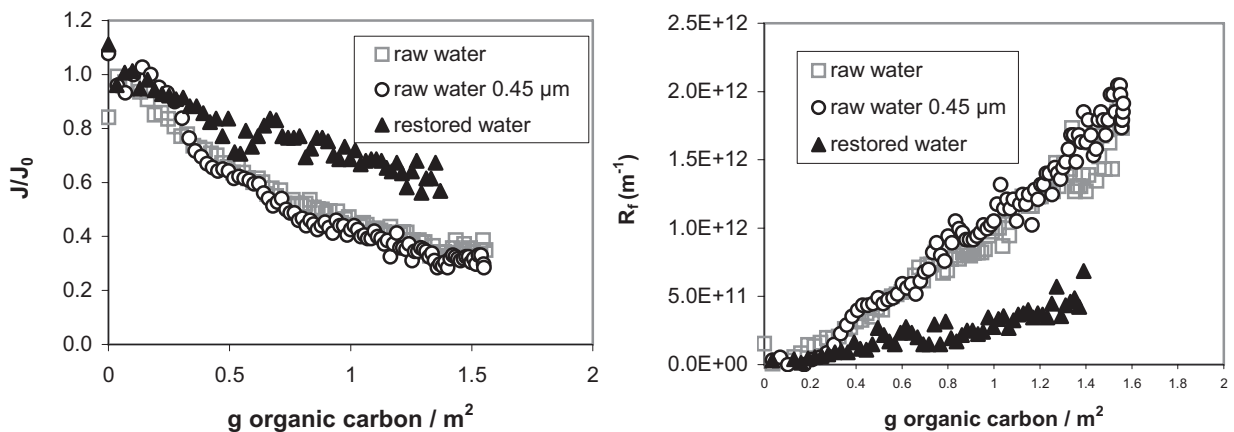 1.2
1.0
0.8
0.6
0.4
0.2
0.0
J/J₀
raw water
raw water 0.45 µm
restored water
0 0.5 1 1.5 2
g organic carbon / m²
2.5E+12
2.0E+12
1.5E+12
1.0E+12
5.0E+11
0.0E+00
R_f (m⁻¹)
raw water
raw water 0.45 µm
restored water
0 0.2 0.4 0.6 0.8 1 1.2 1.4 1.6 1.8 2
g organic carbon / m²